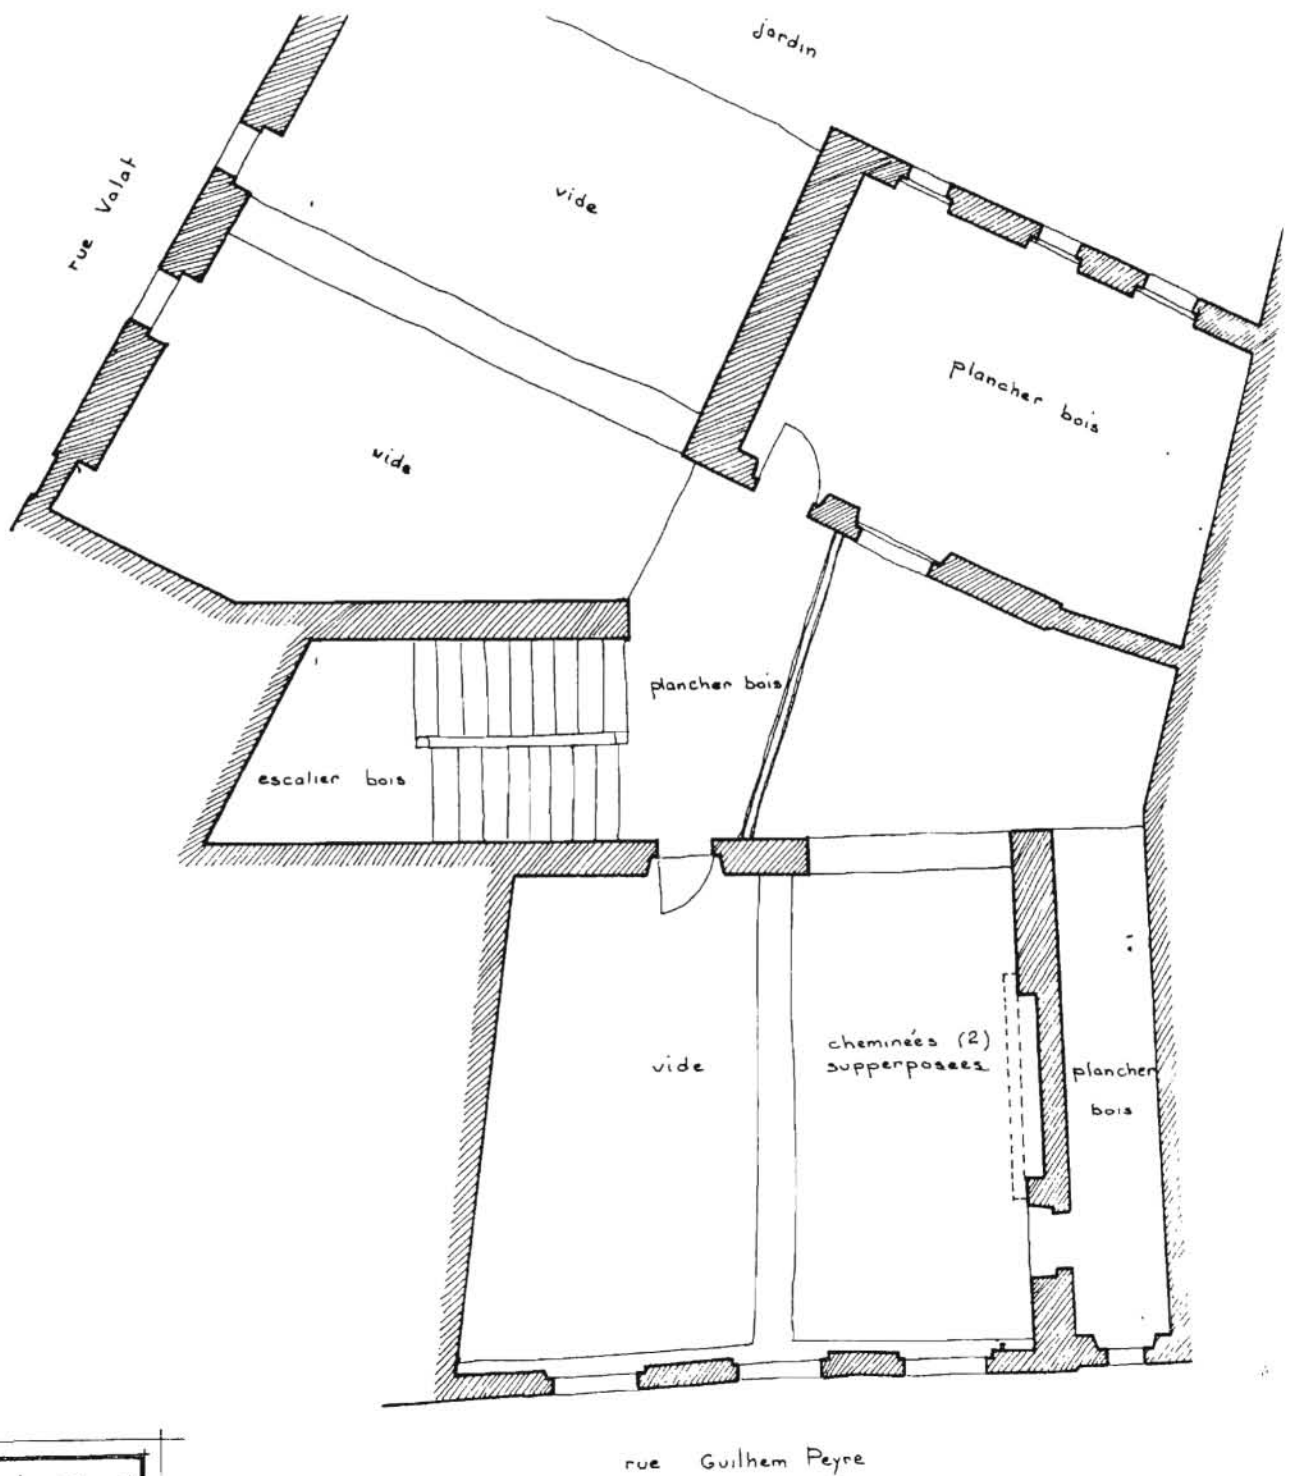 jardin
rue Valat
vide
plancher bois
vide
plancher bois
escalier bois
cheminées (2)
supperposées
vide
plancher
bois
rue Guilhem Peyre